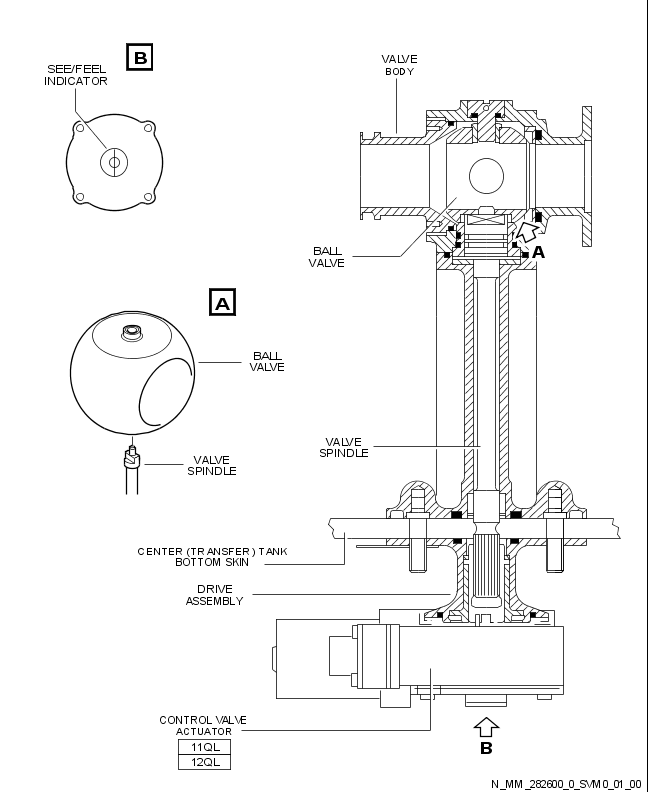 B
SEE/FEEL
INDICATOR
VALVE
BODY
BALL
VALVE
A
A
BALL
VALVE
VALVE
SPINDLE
VALVE
SPINDLE
CENTER (TRANSFER) TANK
BOTTOM SKIN
DRIVE
ASSEMBLY
CONTROL VALVE
ACTUATOR
11QL
12QL
B
N_MM_282600_0_SVM0_01_00